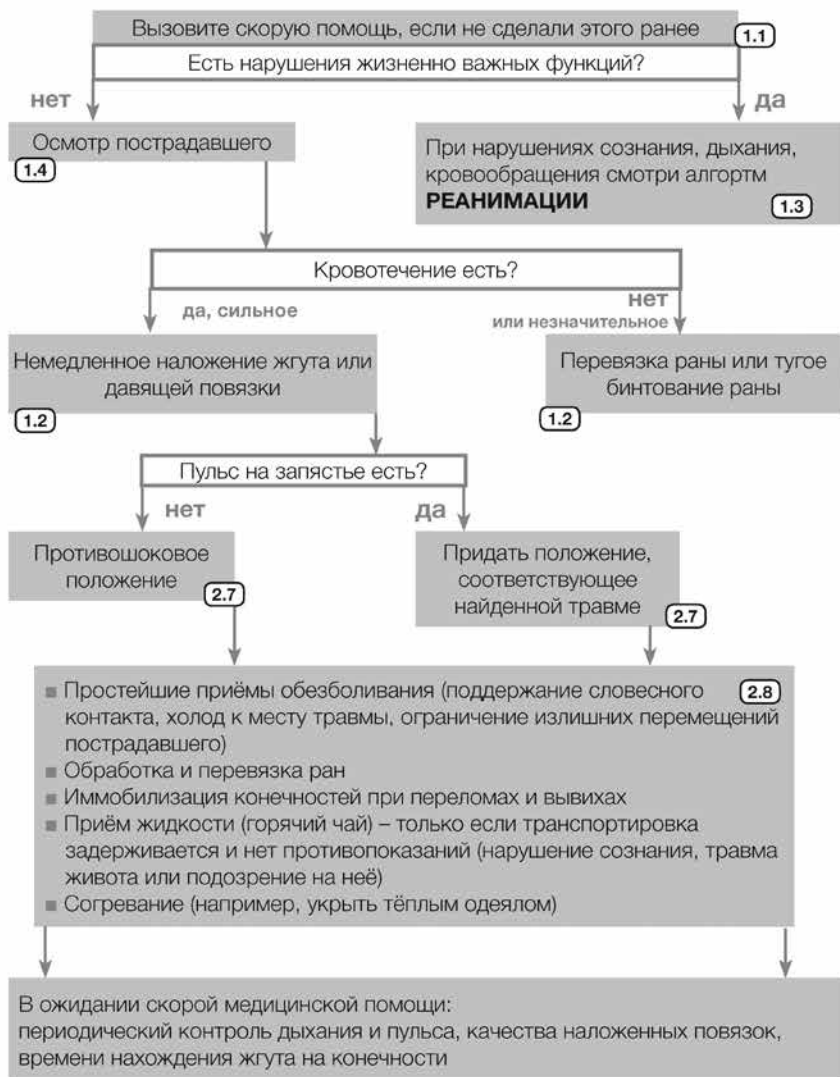 Вызовите скорую помощь, если не сделали этого ранее
1.1
Есть нарушения жизненно важных функций?
нет
да
Осмотр пострадавшего
1.4
При нарушениях сознания, дыхания,
кровообращения смотри алгортм
РЕАНИМАЦИИ
1.3
Кровотечение есть?
да, сильное
нет
или незначительное
Немедленное наложение жгута или
давящей повязки
1.2
Перевязка раны или тугое
бинтование раны
1.2
Пульс на запястье есть?
нет
да
Противошоковое
положение
2.7
Придать положение,
соответствующее
найденной травме
2.7
Простейшие приёмы обезболивания (поддержание словесного
2.8
контакта, холод к месту травмы, ограничение излишних перемещений
пострадавшего)
Обработка и перевязка ран
Иммобилизация конечностей при переломах и вывихах
Приём жидкости (горячий чай) – только если транспортировка
задерживается и нет противопоказаний (нарушение сознания, травма
живота или подозрение на неё)
Согревание (например, укрыть тёплым одеялом)
В ожидании скорой медицинской помощи:
периодический контроль дыхания и пульса, качества наложенных повязок,
времени нахождения жгута на конечности